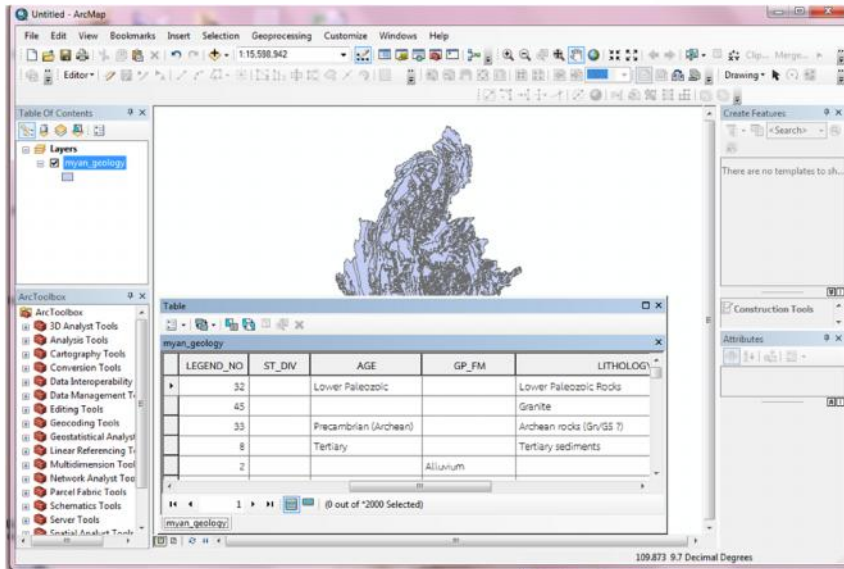 Untitled - ArcMap
File Edit View Bookmarks Insert Selection Geoprocessing Customize Windows Help
1:15,598,942
Clip... Merge...
Editor
Drawing
Table Of Contents
Layers
myan_geology
Create Features
<Search>
There are no templates to sh...
ArcToolbox
ArcToolbox
3D Analyst Tools
Analysis Tools
Cartography Tools
Conversion Tools
Data Interoperability
Data Management T
Editing Tools
Geocoding Tools
Geostatistical Analyst
Linear Referencing T
Multidimension Tool
Network Analyst Too
Parcel Fabric Tools
Schematics Tools
Server Tools
Spatial Analyst Tools
Table
myan_geology
LEGEND_NO ST_DIV AGE GP_FM LITHOLOGY
32 Lower Paleozoic Lower Paleozoic Rocks
45 Granite
33 Precambrian (Archean) Archean rocks (Gn/GS ?)
8 Tertiary Tertiary sediments
2 Alluvium
1 (0 out of *2000 Selected)
myan_geology
Construction Tools
Attributes
109.873 9.7 Decimal Degrees